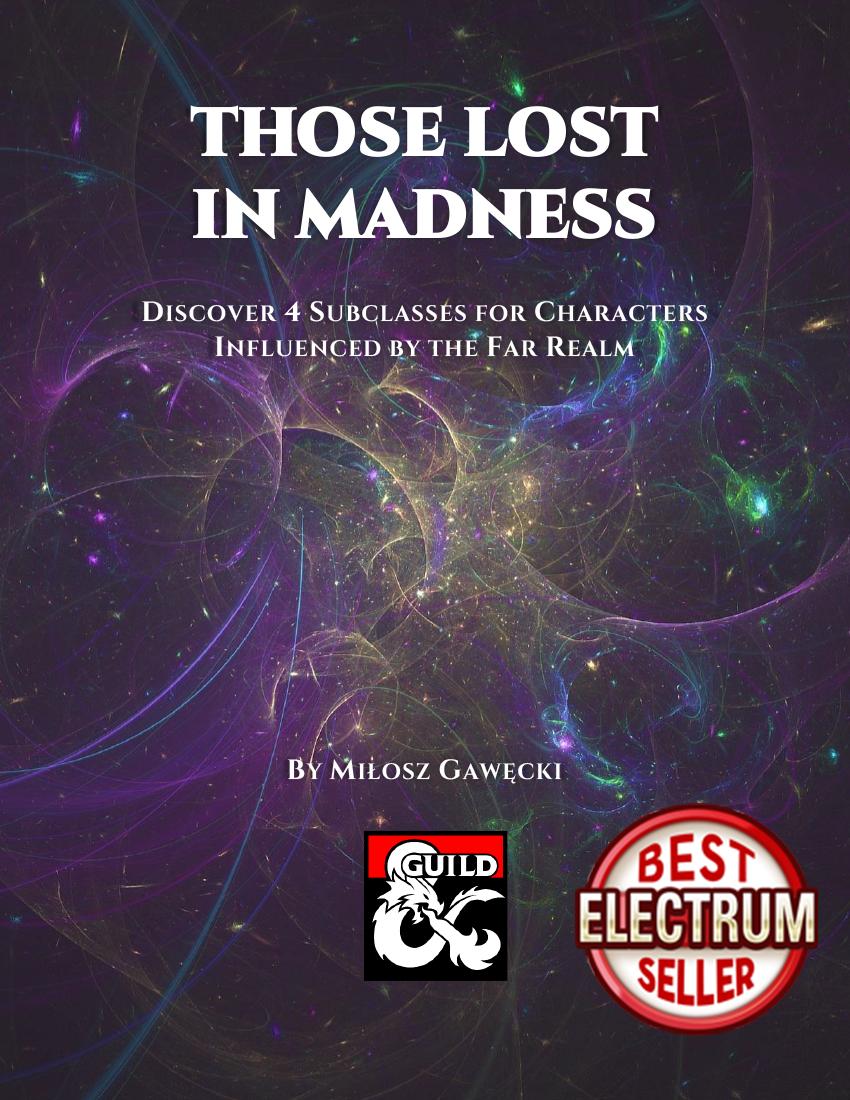 THOSE LOST
IN MADNESS
DISCOVER 4 SUBCLASSES FOR CHARACTERS
INFLUENCED BY THE FAR REALM
BY MIŁOSZ GAWĘCKI
GUILD
BEST
ELECTRUM
SELLER